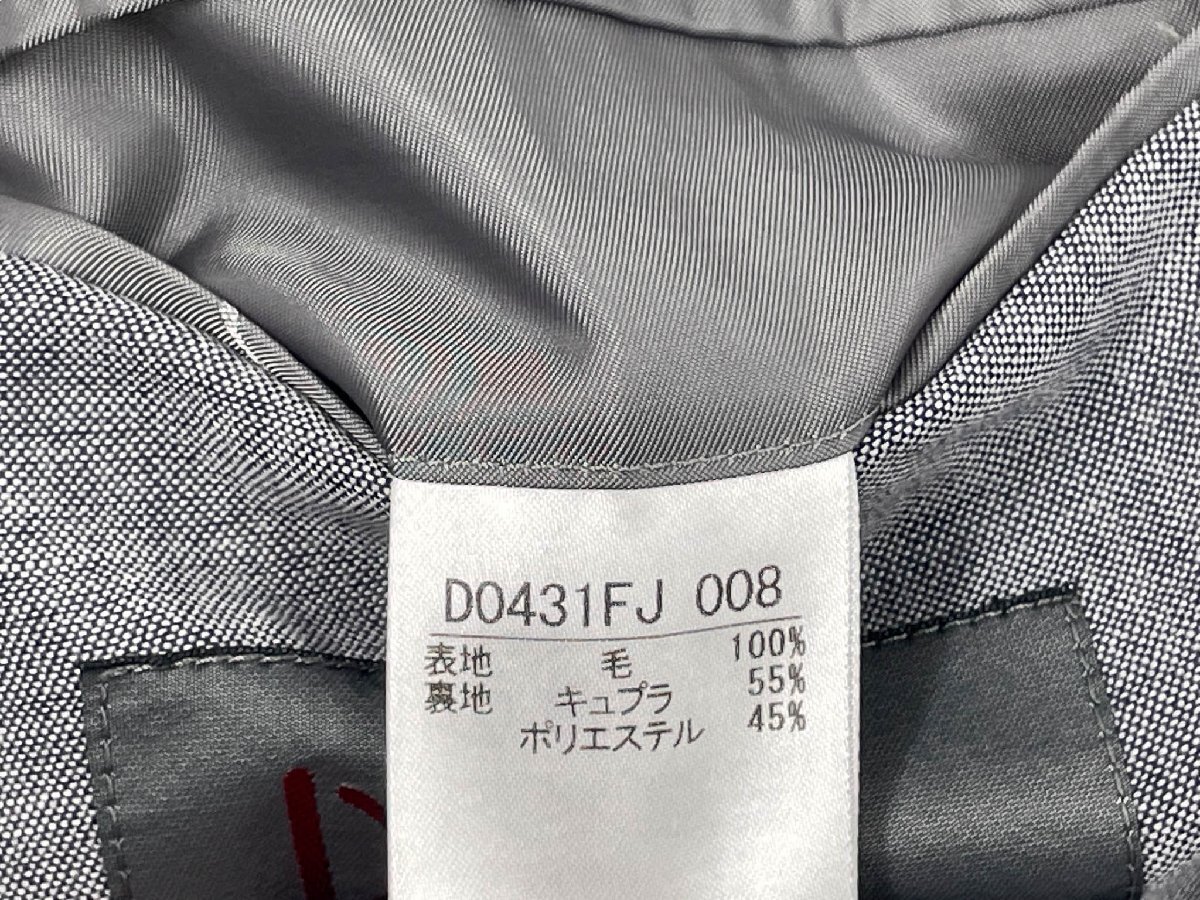 D0431FJ 008
表地 毛 100%
裏地 キュプラ 55%
ポリエステル 45%